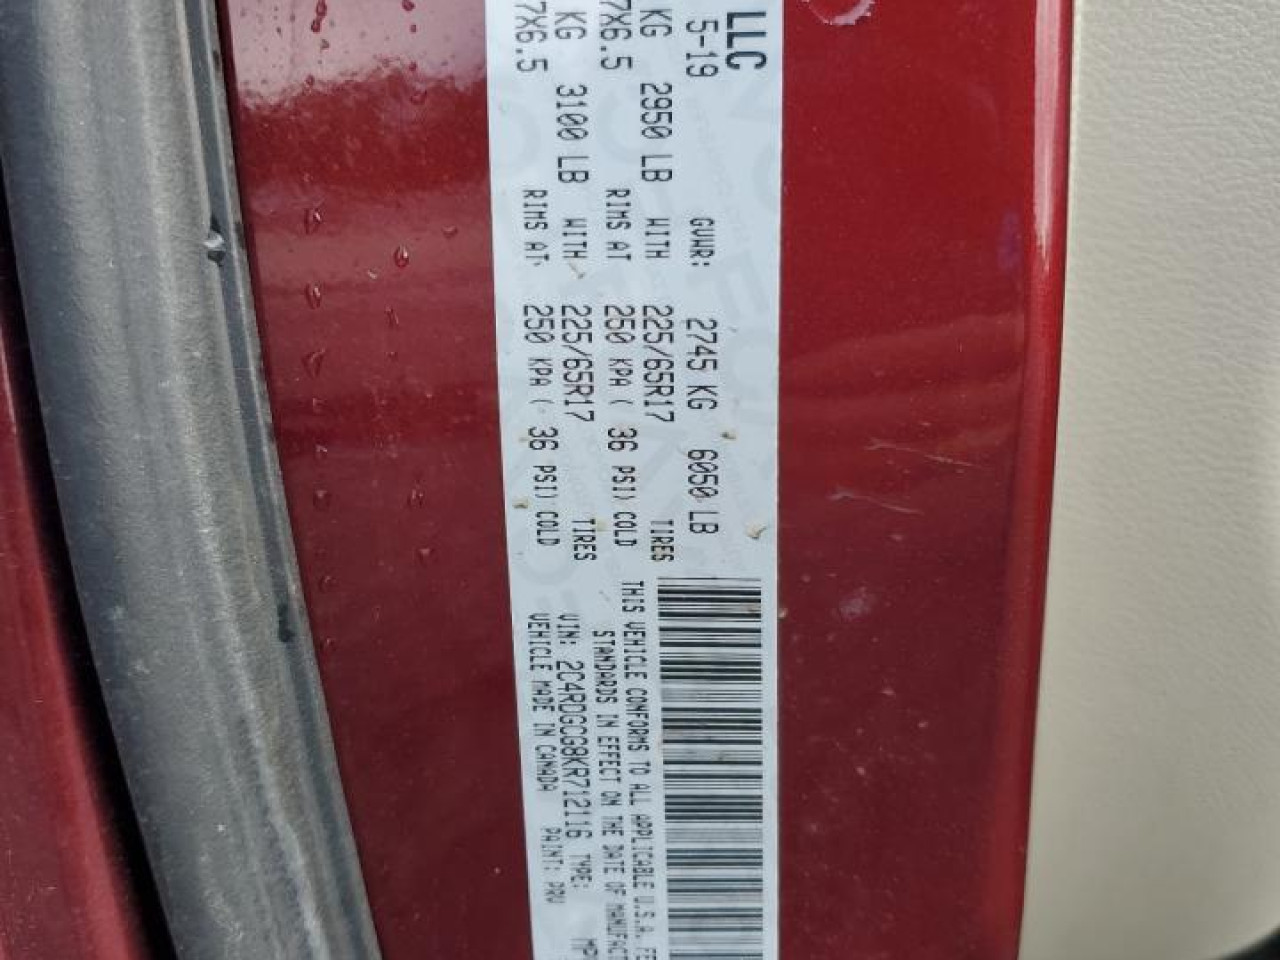 LLC
5-19 GVWR: 2745 KG 6050 LB
KG 2950 LB WITH 225/65R17 TIRES
7X6.5 RIMS AT 250 KPA ( 36 PSI) COLD
KG 3100 LB WITH 225/65R17 TIRES
7X6.5 RIMS AT 250 KPA ( 36 PSI) COLD
THIS VEHICLE CONFORMS TO ALL APPLICABLE U.S.A. FE
STANDARDS IN EFFECT ON THE DATE OF MANUFACT
VIN: 2C4RDGCG8KR712116 TYPE: MP
VEHICLE MADE IN CANADA PAINT: PRV